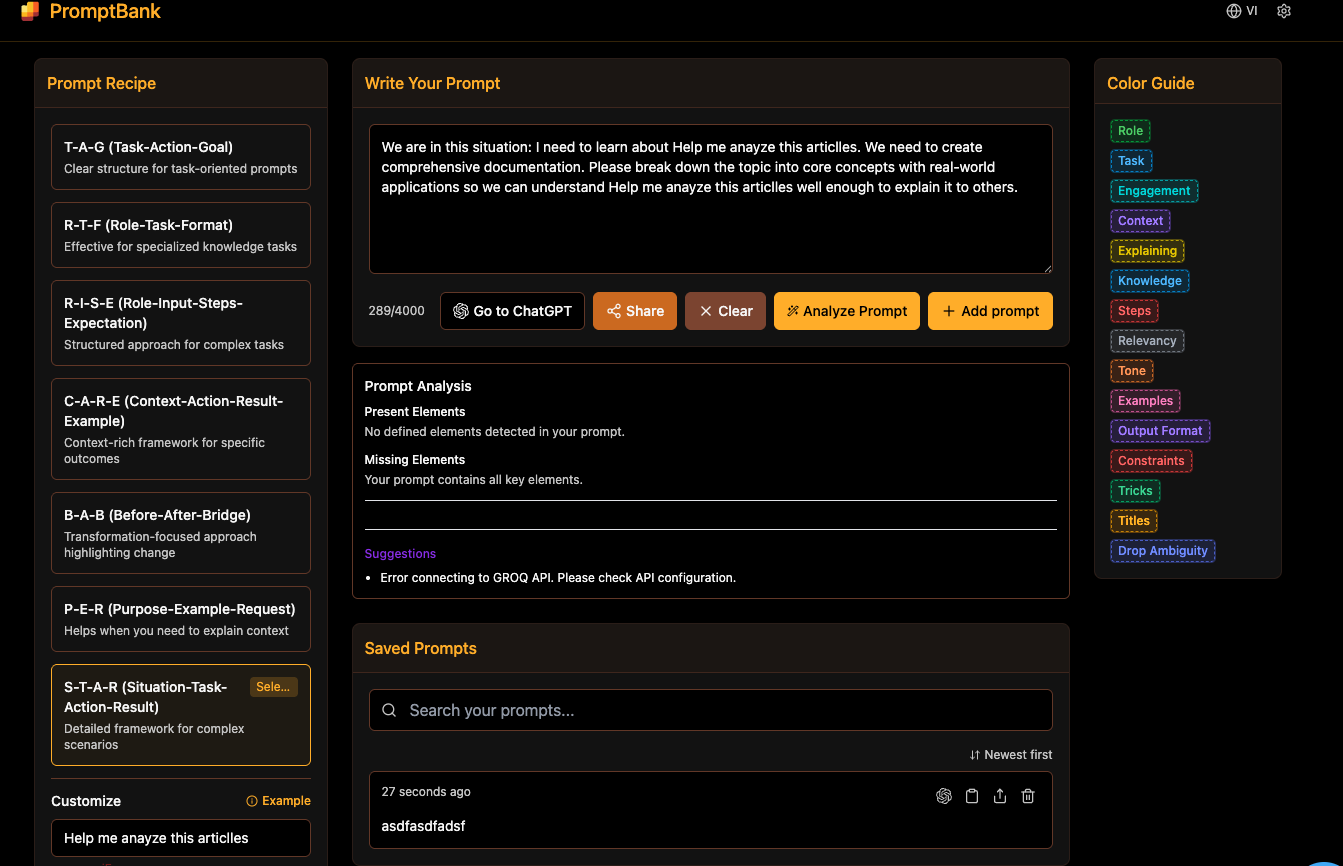 PromptBank
VI
Prompt Recipe
T-A-G (Task-Action-Goal)
Clear structure for task-oriented prompts
R-T-F (Role-Task-Format)
Effective for specialized knowledge tasks
R-I-S-E (Role-Input-Steps-
Expectation)
Structured approach for complex tasks
C-A-R-E (Context-Action-Result-
Example)
Context-rich framework for specific
outcomes
B-A-B (Before-After-Bridge)
Transformation-focused approach
highlighting change
P-E-R (Purpose-Example-Request)
Helps when you need to explain context
S-T-A-R (Situation-Task-
Action-Result)
Sele...
Detailed framework for complex
scenarios
Customize
Example
Help me anayze this articlles
Write Your Prompt
We are in this situation: I need to learn about Help me anayze this articlles. We need to create
comprehensive documentation. Please break down the topic into core concepts with real-world
applications so we can understand Help me anayze this articlles well enough to explain it to others.
289/4000
Go to ChatGPT
Share
Clear
Analyze Prompt
Add prompt
Prompt Analysis
Present Elements
No defined elements detected in your prompt.
Missing Elements
Your prompt contains all key elements.
Suggestions
• Error connecting to GROQ API. Please check API configuration.
Saved Prompts
Search your prompts...
Newest first
27 seconds ago
asdfasdfadsf
Color Guide
Role
Task
Engagement
Context
Explaining
Knowledge
Steps
Relevancy
Tone
Examples
Output Format
Constraints
Tricks
Titles
Drop Ambiguity